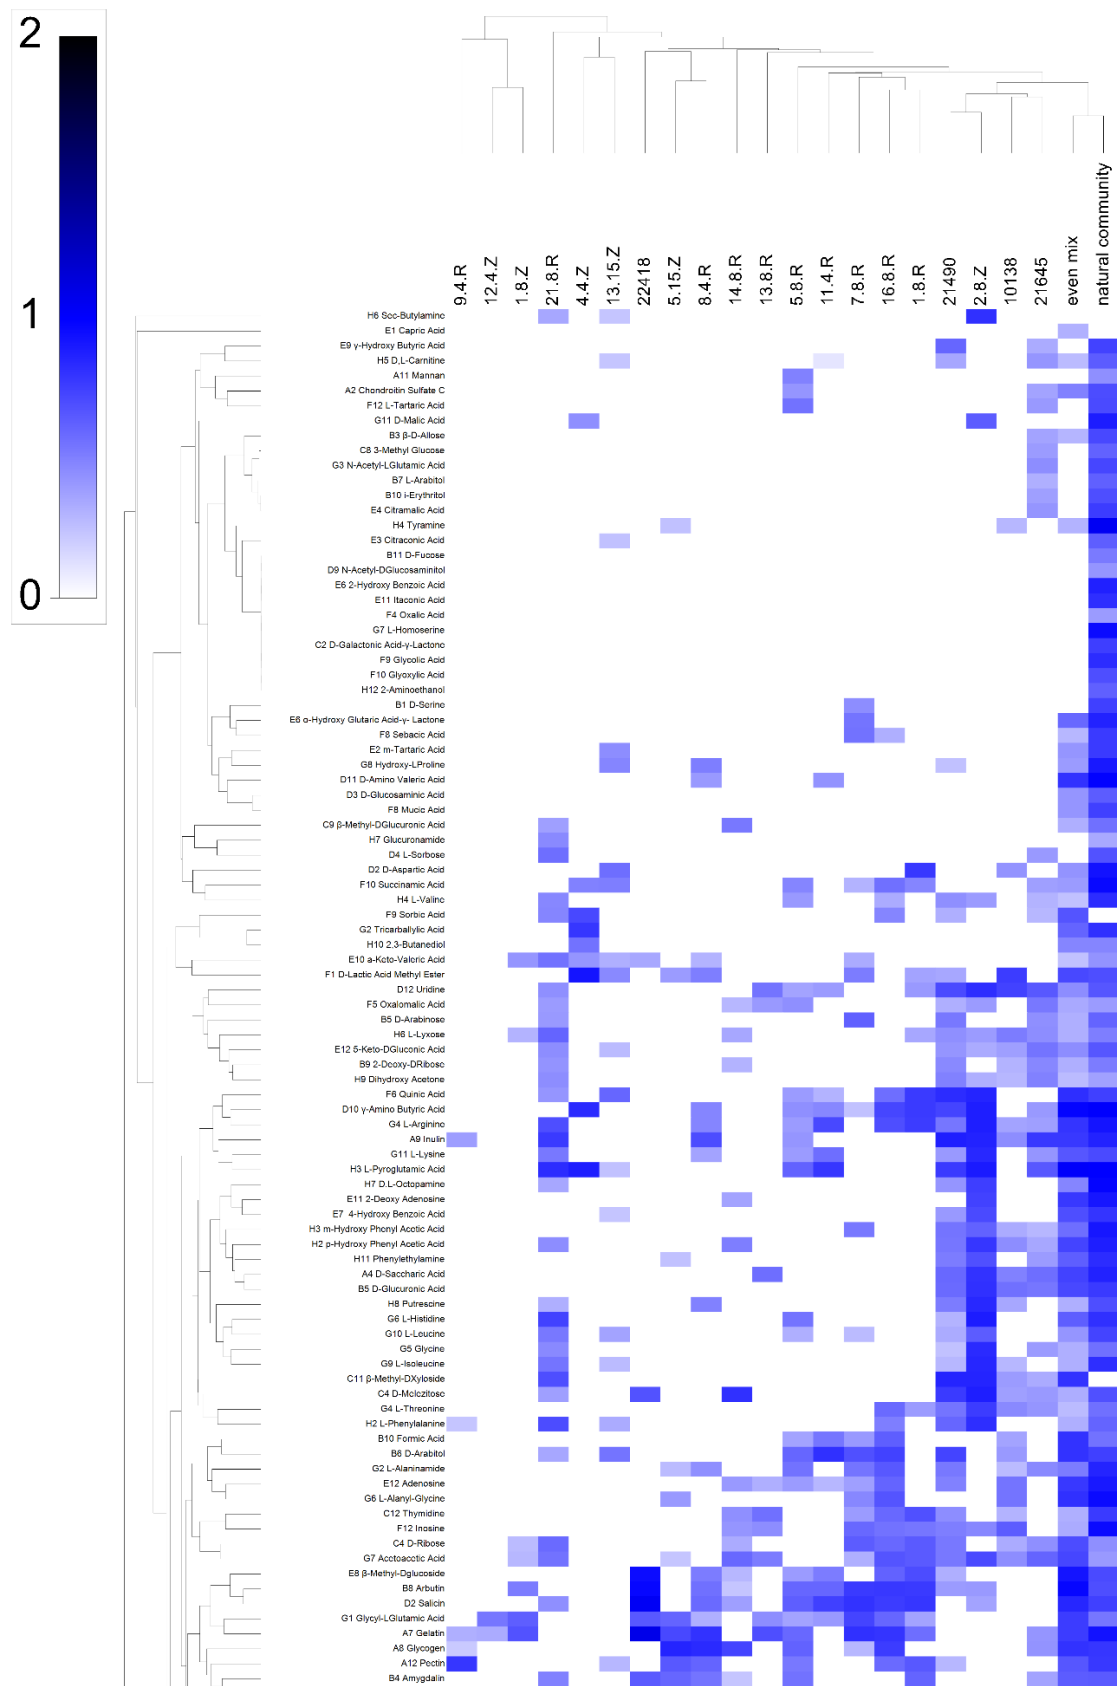 2
1
0
9.4.R
12.4.Z
1.8.Z
21.8.R
4.4.Z
13.15.Z
22418
5.15.Z
8.4.R
14.8.R
13.8.R
5.8.R
11.4.R
7.8.R
16.8.R
1.8.R
21490
2.8.Z
10138
21645
even mix
natural community
H6 Sec-Butylamine
E1 Capric Acid
E9 γ-Hydroxy Butyric Acid
H5 D,L-Carnitine
A11 Mannan
A2 Chondroitin Sulfate C
F12 L-Tartaric Acid
G11 D-Malic Acid
B3 β-D-Allose
C8 3-Methyl Glucose
G3 N-Acetyl-LGlutamic Acid
B7 L-Arabitol
B10 i-Erythritol
E4 Citramalic Acid
H4 Tyramine
E3 Citraconic Acid
B11 D-Fucose
D9 N-Acetyl-DGlucosaminitol
E6 2-Hydroxy Benzoic Acid
E11 Itaconic Acid
F4 Oxalic Acid
G7 L-Homoserine
C2 D-Galactonic Acid-γ-Lactone
F9 Glycolic Acid
F10 Glyoxylic Acid
H12 2-Aminoethanol
B1 D-Serine
E6 α-Hydroxy Glutaric Acid-γ- Lactone
F8 Sebacic Acid
E2 m-Tartaric Acid
G8 Hydroxy-LProline
D11 D-Amino Valeric Acid
D3 D-Glucosaminic Acid
F8 Mucic Acid
C9 β-Methyl-DGlucuronic Acid
H7 Glucuronamide
D4 L-Sorbose
D2 D-Aspartic Acid
F10 Succinamic Acid
H4 L-Valine
F9 Sorbic Acid
G2 Tricarballylic Acid
H10 2,3-Butanediol
E10 a-Keto-Valeric Acid
F1 D-Lactic Acid Methyl Ester
D12 Uridine
F5 Oxalomalic Acid
B5 D-Arabinose
H6 L-Lyxose
E12 5-Keto-DGluconic Acid
B9 2-Deoxy-DRibose
H9 Dihydroxy Acetone
F6 Quinic Acid
D10 γ-Amino Butyric Acid
G4 L-Arginine
A9 Inulin
G11 L-Lysine
H3 L-Pyroglutamic Acid
H7 D,L-Octopamine
E11 2-Deoxy Adenosine
E7 4-Hydroxy Benzoic Acid
H3 m-Hydroxy Phenyl Acetic Acid
H2 p-Hydroxy Phenyl Acetic Acid
H11 Phenylethylamine
A4 D-Saccharic Acid
B5 D-Glucuronic Acid
H8 Putrescine
G6 L-Histidine
G10 L-Leucine
G5 Glycine
G9 L-Isoleucine
C11 β-Methyl-DXyloside
C4 D-Melezitose
G4 L-Threonine
H2 L-Phenylalanine
B10 Formic Acid
B6 D-Arabitol
G2 L-Alaninamide
E12 Adenosine
G6 L-Alanyl-Glycine
C12 Thymidine
F12 Inosine
C4 D-Ribose
G7 Acetoacetic Acid
E8 β-Methyl-Dglucoside
B8 Arbutin
D2 Salicin
G1 Glycyl-LGlutamic Acid
A7 Gelatin
A8 Glycogen
A12 Pectin
B4 Amygdalin